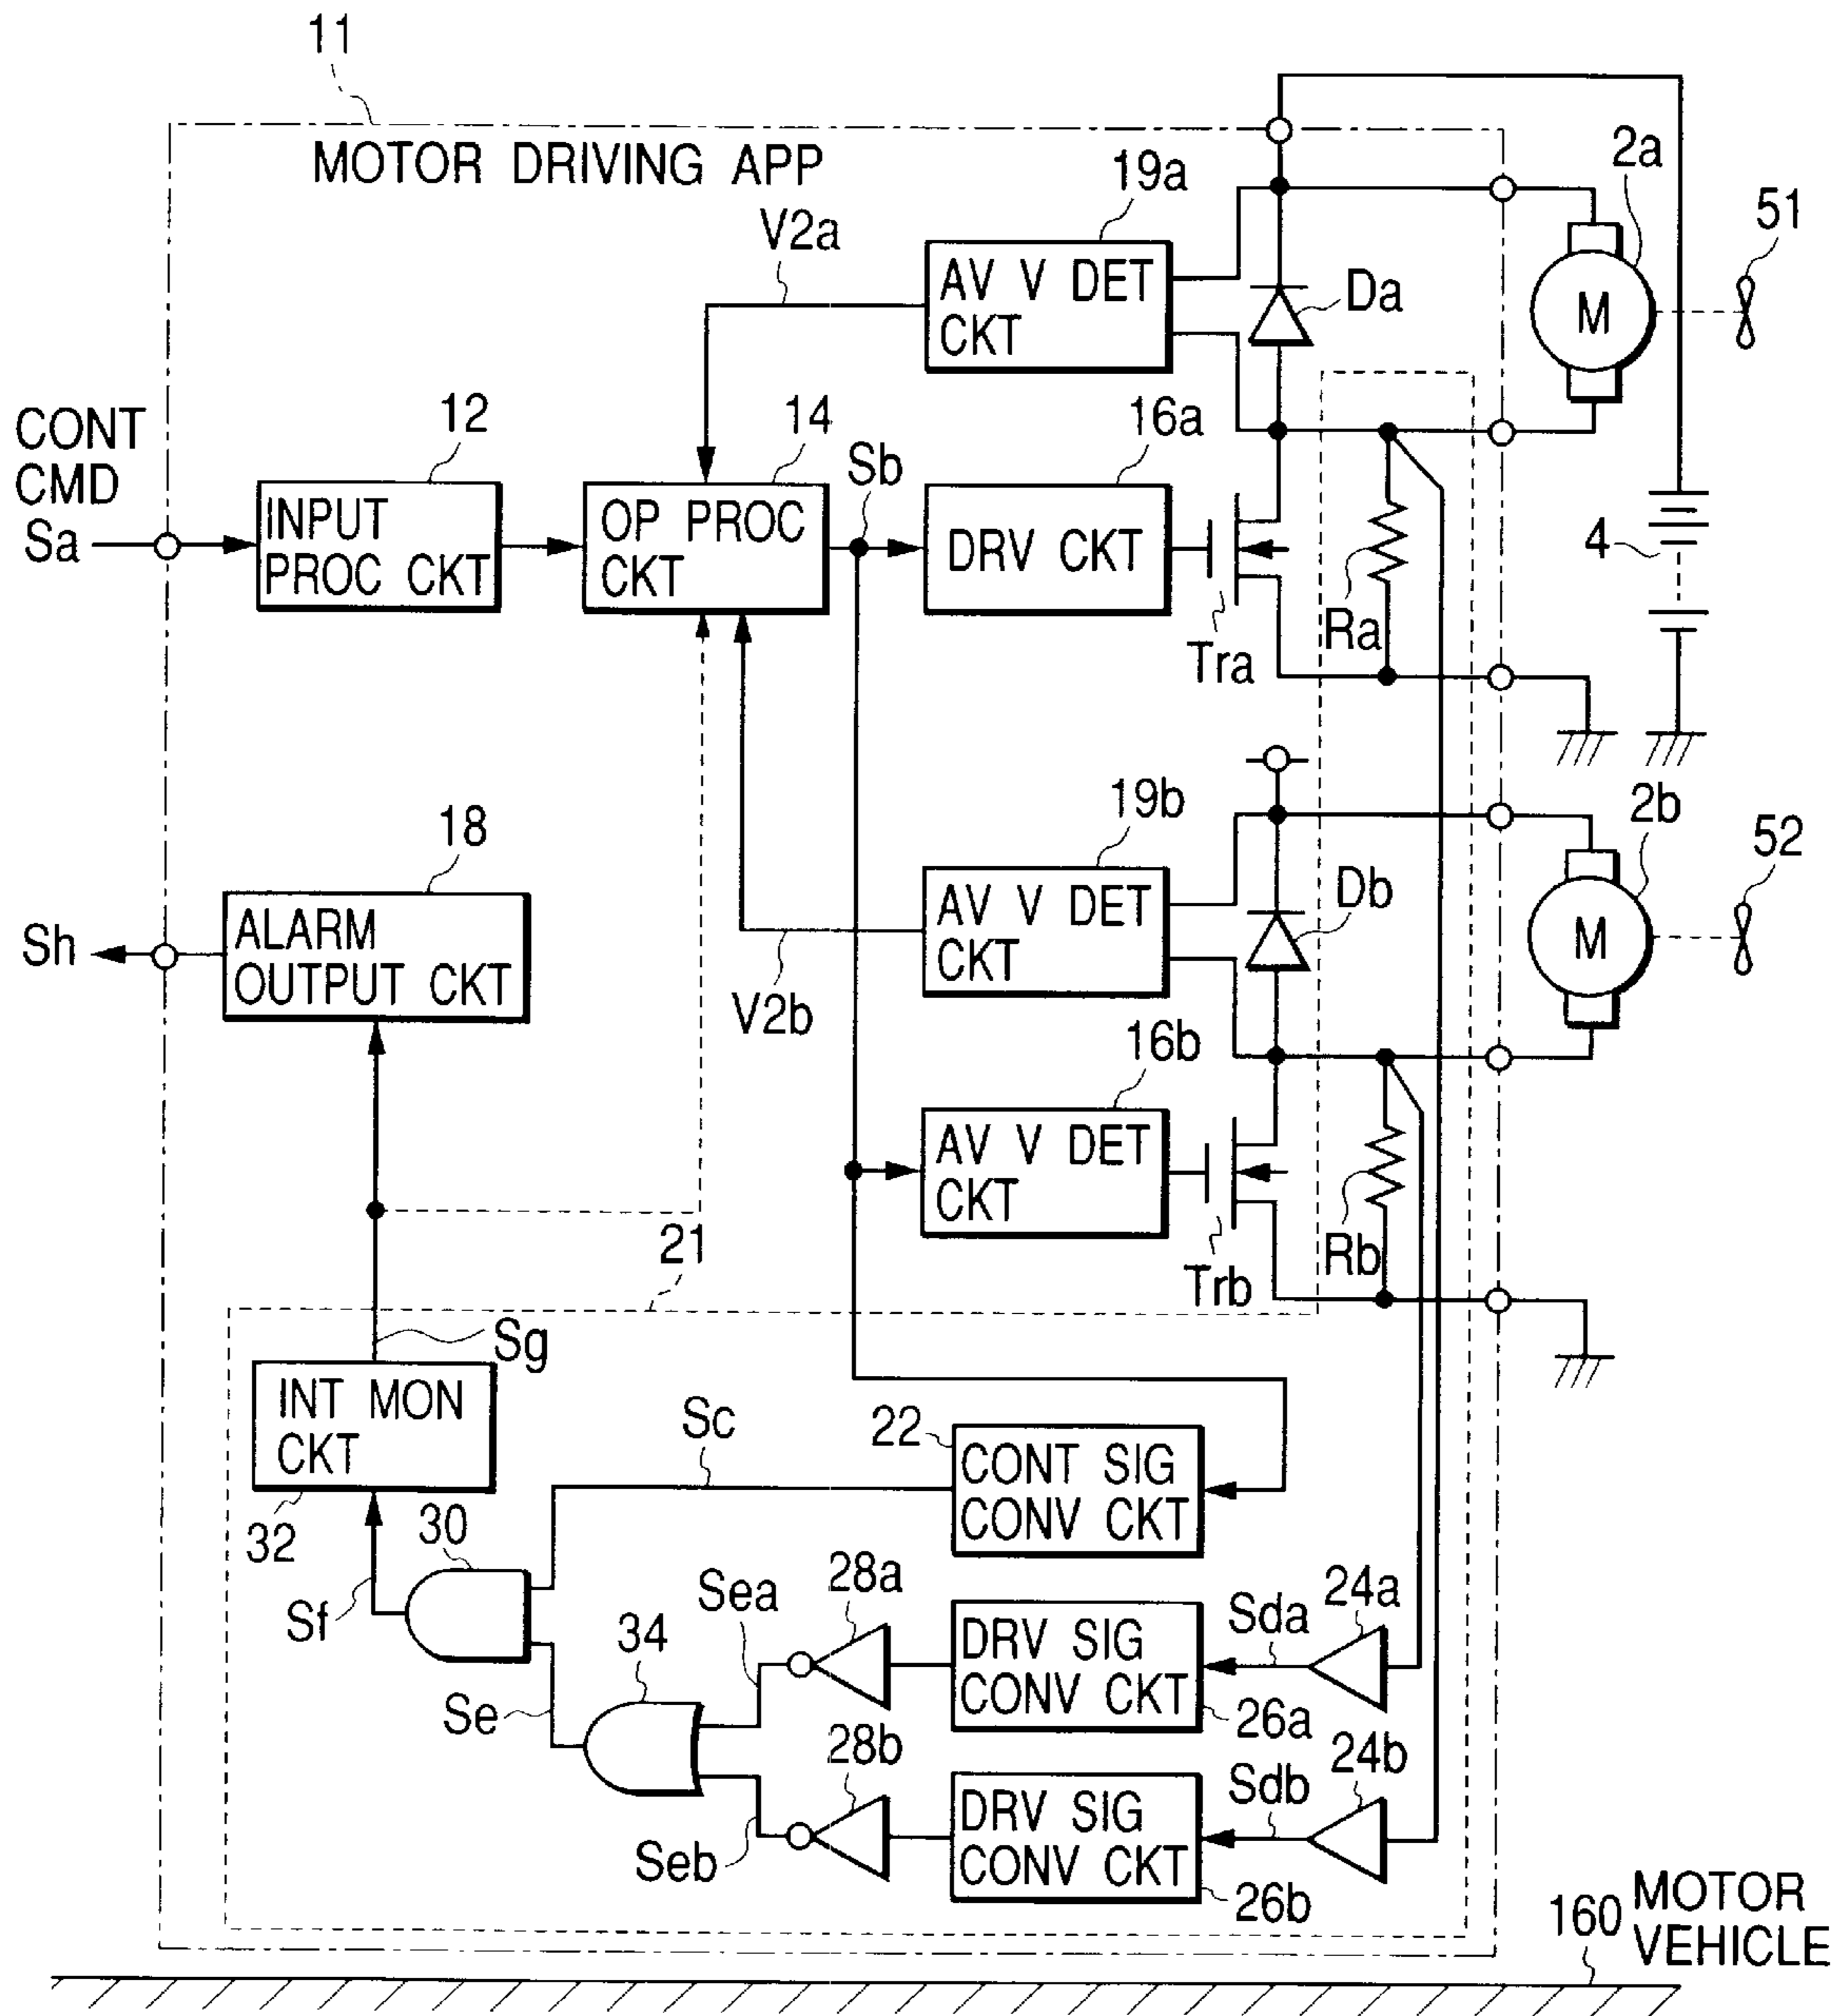 11
MOTOR DRIVING APP
2a
19a
51
V2a
AV V DET
CKT
Da
M
CONT
CMD
Sa
12
14
16a
Sb
INPUT
PROC CKT
OP PROC
CKT
DRV CKT
4
Ra
Tra
18
19b
2b
52
ALARM
OUTPUT CKT
Sh
AV V DET
CKT
Db
M
V2b
16b
AV V DET
CKT
21
Rb
Trb
Sg
INT MON
CKT
Sc
22
CONT SIG
CONV CKT
32
30
28a
24a
Sea
Sda
Sf
34
DRV SIG
CONV CKT
Se
26a
28b
24b
Sdb
DRV SIG
CONV CKT
Seb
26b
160
MOTOR
VEHICLE